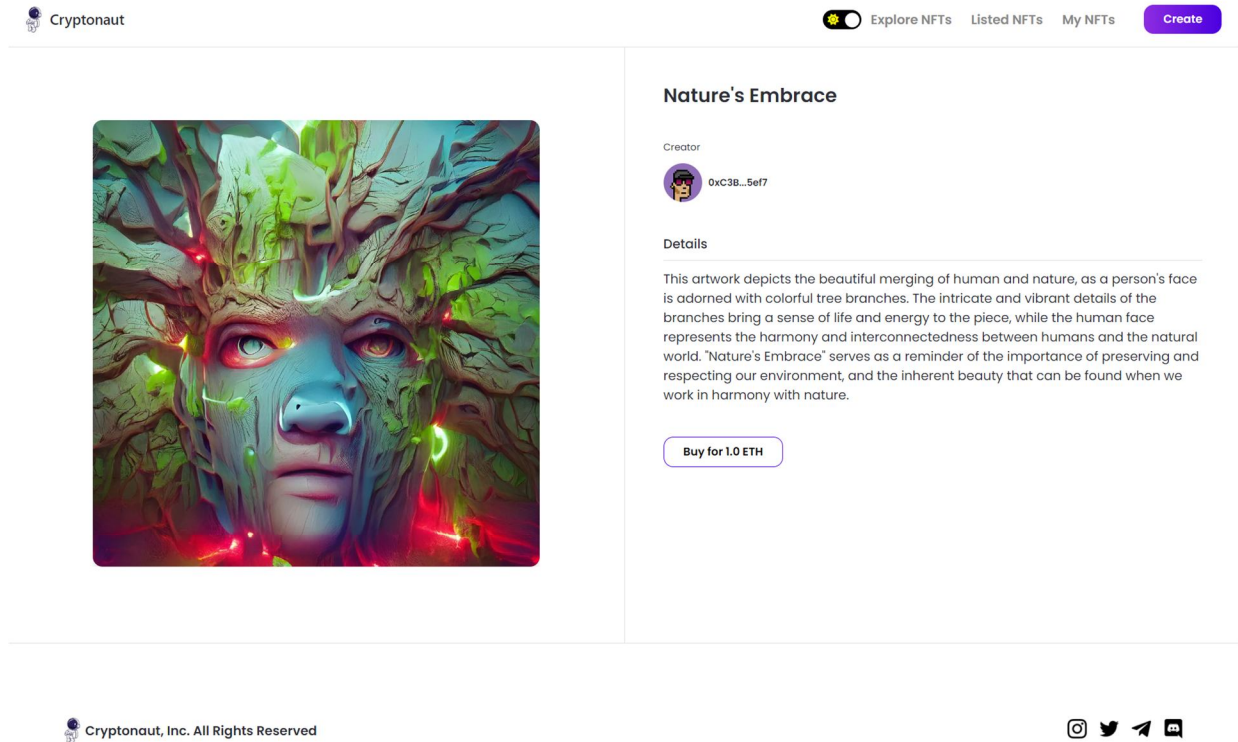 Cryptonaut
Explore NFTs
Listed NFTs
My NFTs
Create
Nature's Embrace
Creator
0xC3B...5ef7
Details
This artwork depicts the beautiful merging of human and nature, as a person's face
is adorned with colorful tree branches. The intricate and vibrant details of the
branches bring a sense of life and energy to the piece, while the human face
represents the harmony and interconnectedness between humans and the natural
world. "Nature's Embrace" serves as a reminder of the importance of preserving and
respecting our environment, and the inherent beauty that can be found when we
work in harmony with nature.
Buy for 1.0 ETH
Cryptonaut, Inc. All Rights Reserved